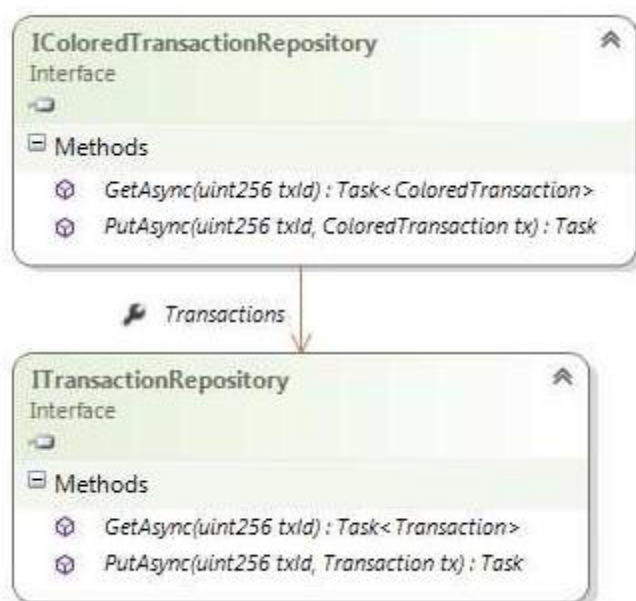 IColoredTransactionRepository
Interface
Methods
GetAsync(uint256 txId) : Task<ColoredTransaction>
PutAsync(uint256 txId, ColoredTransaction tx) : Task
Transactions
ITransactionRepository
Interface
Methods
GetAsync(uint256 txId) : Task<Transaction>
PutAsync(uint256 txId, Transaction tx) : Task